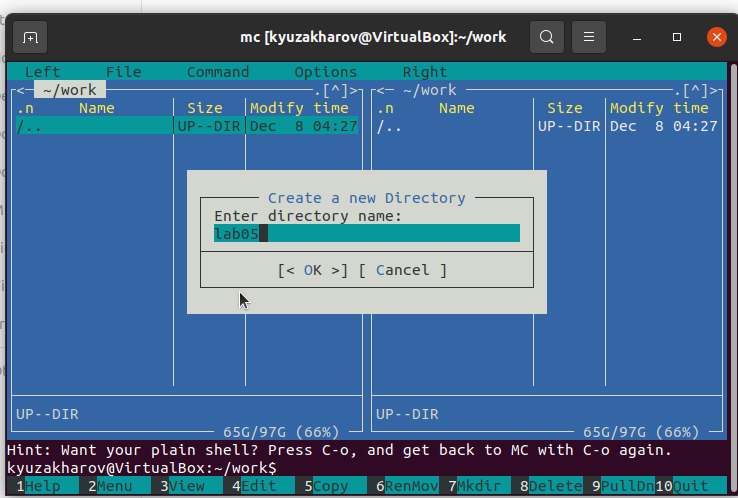 mc [kyuzakharov@VirtualBox]:~/work
Left File Command Options Right
<- ~/work .[^]> <- ~/work .[^]>
.n Name Size Modify time .n Name Size Modify time
/.. UP--DIR Dec 8 04:27 /.. UP--DIR Dec 8 04:27
Create a new Directory
Enter directory name:
lab05
[< OK >] [ Cancel ]
UP--DIR UP--DIR
65G/97G (66%) 65G/97G (66%)
Hint: Want your plain shell? Press C-o, and get back to MC with C-o again.
kyuzakharov@VirtualBox:~/work$
1Help 2Menu 3View 4Edit 5Copy 6RenMov 7Mkdir 8Delete 9PullDn 10Quit